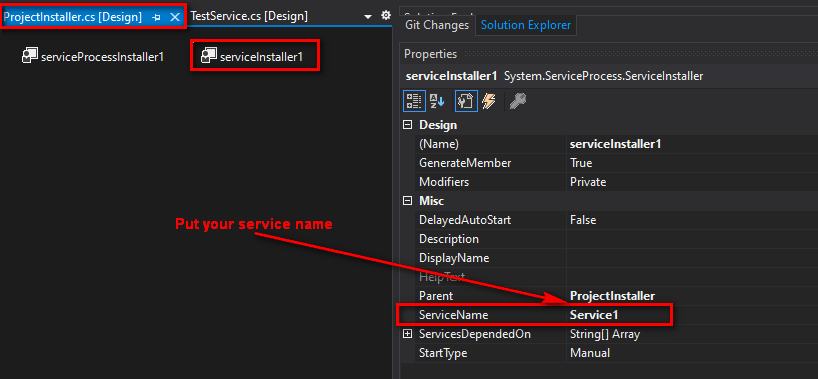 ProjectInstaller.cs [Design]
TestService.cs [Design]
serviceProcessInstaller1
serviceInstaller1
Put your service name
Git Changes
Solution Explorer
Properties
serviceInstaller1 System.ServiceProcess.ServiceInstaller
Design
(Name) serviceInstaller1
GenerateMember True
Modifiers Private
Misc
DelayedAutoStart False
Description
DisplayName
HelpText
Parent ProjectInstaller
ServiceName Service1
ServicesDependedOn String[] Array
StartType Manual